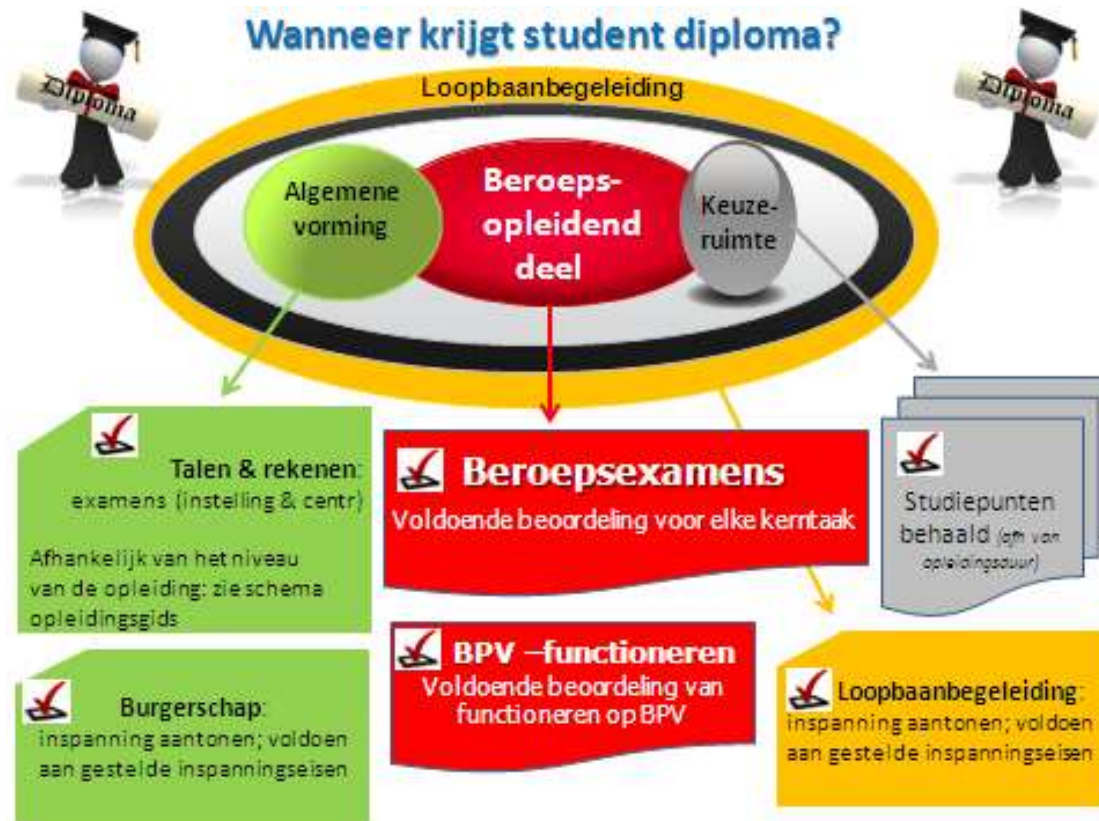 Wanneer krijgt student diploma?
Diploma
Diploma
Loopbaanbegeleiding
Algemene
vorming
Beroeps-
opleidend
deel
Keuze-
ruimte
Talen & rekenen:
examens (instelling & centr)
Afhankelijk van het niveau
van de opleiding: zie schema
opleidingsgids
Burgerschap:
inspanning aantonen; voldoen
aan gestelde inspanningseisen
Beroepsexamens
Voldoende beoordeling voor elke kerntaak
BPV –functioneren
Voldoende beoordeling van
functioneren op BPV
Studiepunten
behaald (afh van
opleidingsduur)
Loopbaanbegeleiding:
inspanning aantonen; voldoen
aan gestelde inspanningseisen